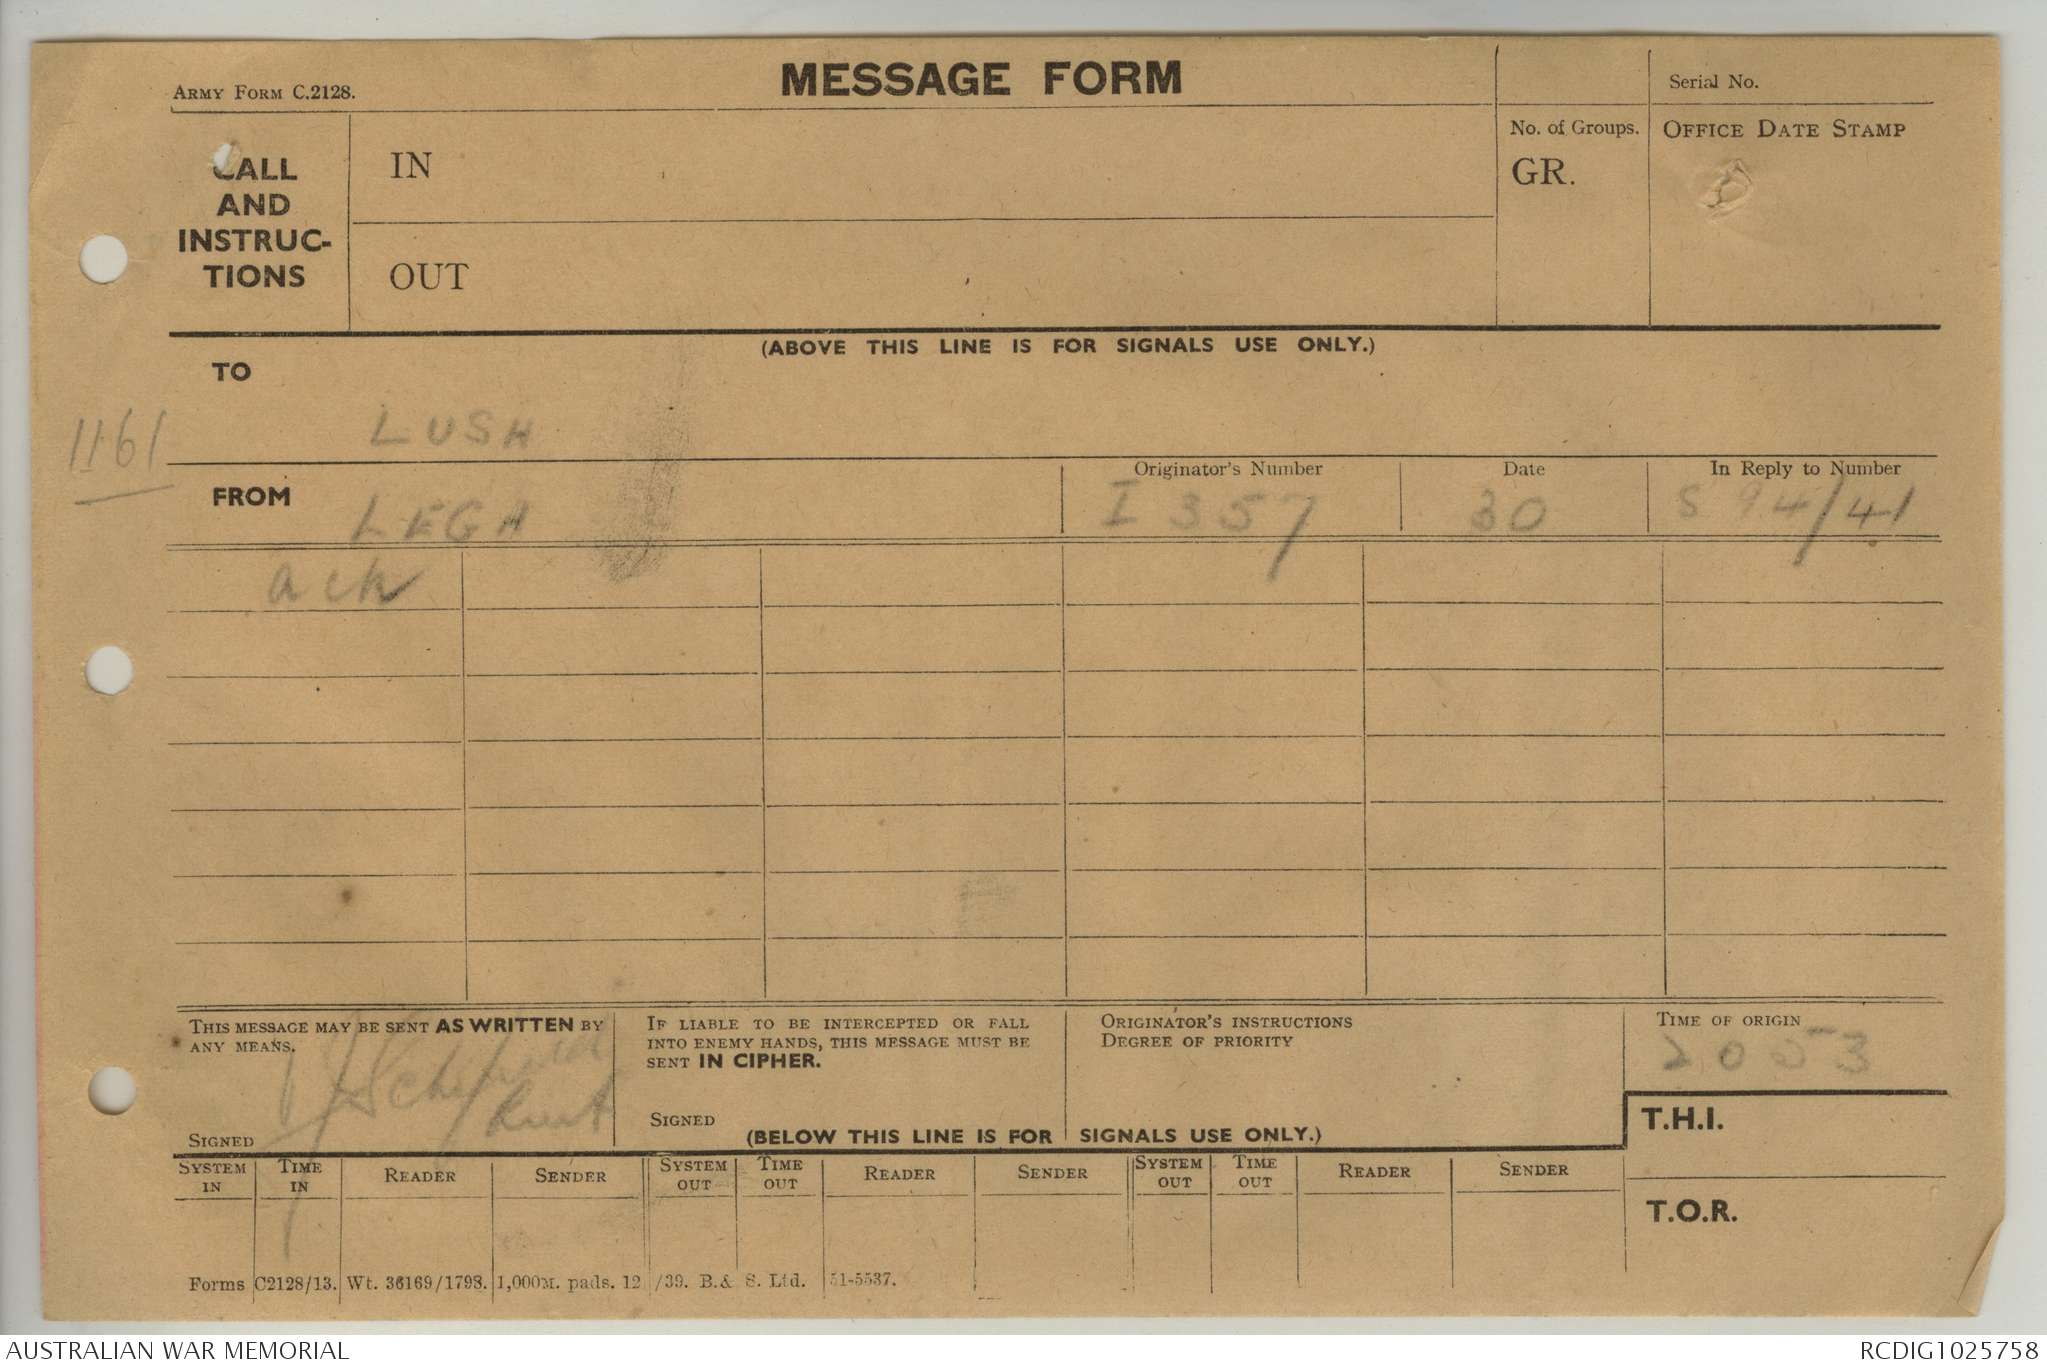 ARMY FORM C.2128.
MESSAGE FORM
Serial No.
CALL AND INSTRUC-TIONS
IN
OUT
No. of Groups.
GR.
OFFICE DATE STAMP
(ABOVE THIS LINE IS FOR SIGNALS USE ONLY.)
TO
LUSH
1161
FROM
LEGA
Originator's Number
I 357
Date
30
In Reply to Number
S 94/41
ack
THIS MESSAGE MAY BE SENT AS WRITTEN BY
ANY MEANS.
SIGNED
IF LIABLE TO BE INTERCEPTED OR FALL
INTO ENEMY HANDS, THIS MESSAGE MUST BE
SENT IN CIPHER.
SIGNED
ORIGINATOR'S INSTRUCTIONS
DEGREE OF PRIORITY
TIME OF ORIGIN
2053
(BELOW THIS LINE IS FOR SIGNALS USE ONLY.)
T.H.I.
T.O.R.
SYSTEM IN
TIME IN
READER
SENDER
SYSTEM OUT
TIME OUT
READER
SENDER
SYSTEM OUT
TIME OUT
READER
SENDER
Forms C2128/13. Wt. 36169/1798. 1,000M. pads. 12/39. B. & S. Ltd. 51-5537.
AUSTRALIAN WAR MEMORIAL
RCDIG1025758